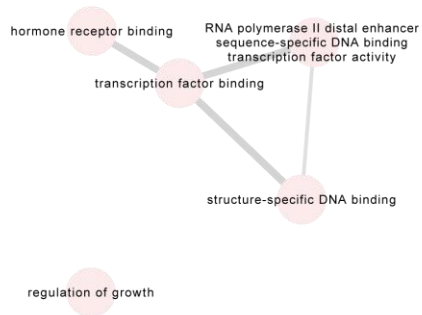 hormone receptor binding
RNA polymerase II distal enhancer
sequence-specific DNA binding
transcription factor activity
transcription factor binding
structure-specific DNA binding
regulation of growth